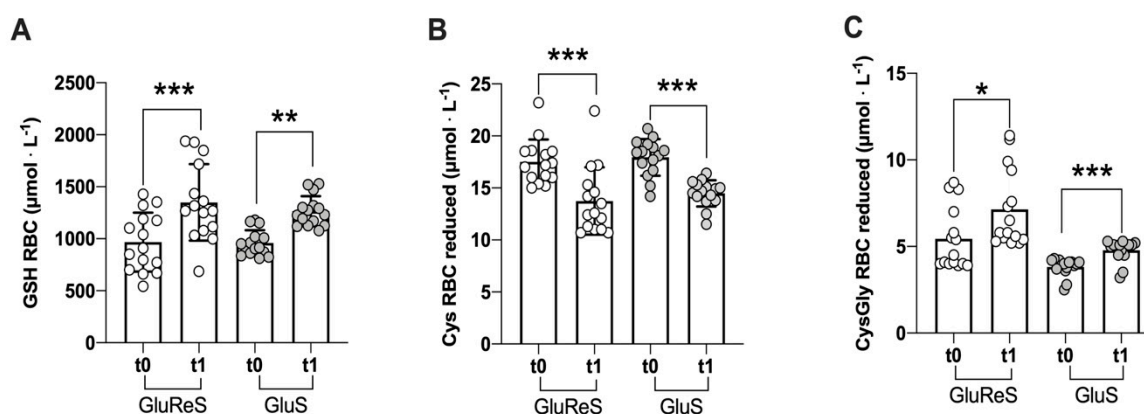 A
GSH RBC (µmol · L⁻¹)
2500
2000
1500
1000
500
0
***
**
t0 t1 t0 t1
GluReS GluS
B
Cys RBC reduced (µmol · L⁻¹)
25
20
15
10
5
0
***
***
t0 t1 t0 t1
GluReS GluS
C
CysGly RBC reduced (µmol · L⁻¹)
15
10
5
0
*
***
t0 t1 t0 t1
GluReS GluS